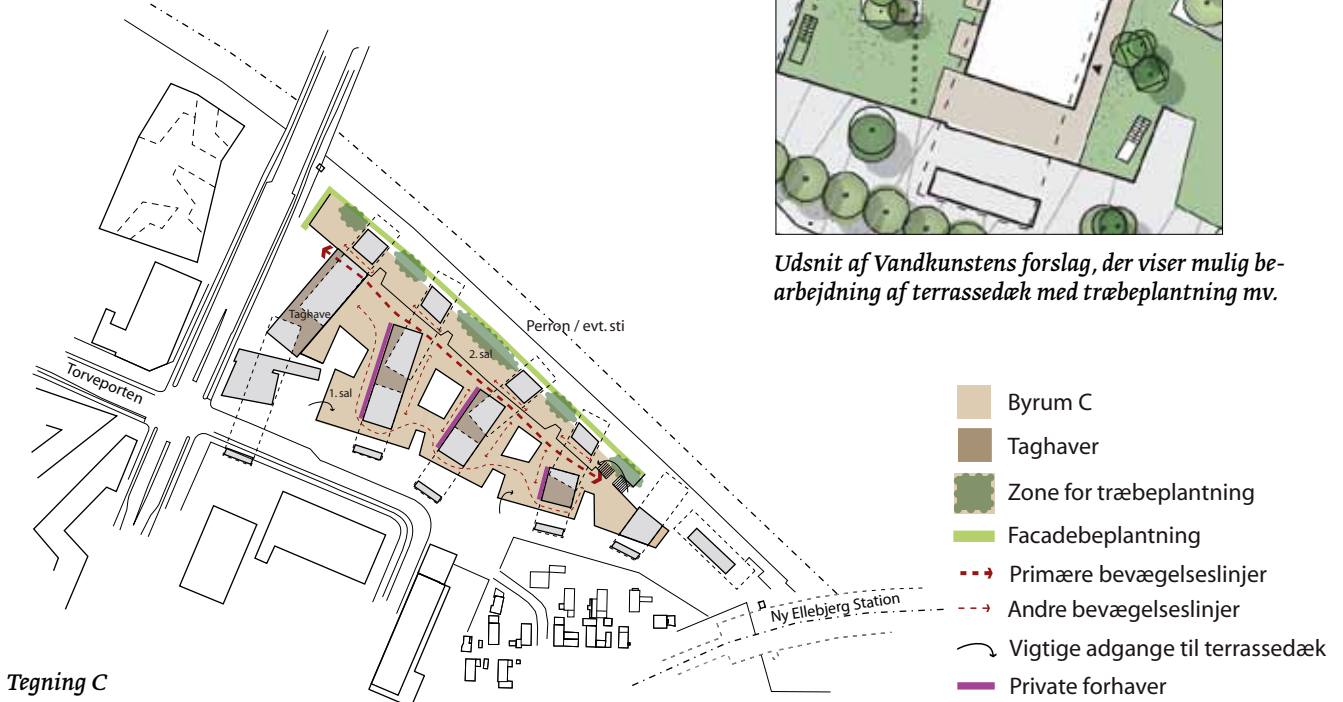 Udsnit af Vandkunstens forslag, der viser mulig be-
arbejdning af terrassedæk med træbeplantning mv.
Taghave
Perron / evt. sti
2. sal
Torveporten
1. sal
Ny Ellebjerg Station
Byrum C
Taghaver
Zone for træbeplantning
Facadebeplantning
Primære bevægelseslinjer
Andre bevægelseslinjer
Vigtige adgange til terrassedæk
Private forhaver
Tegning C